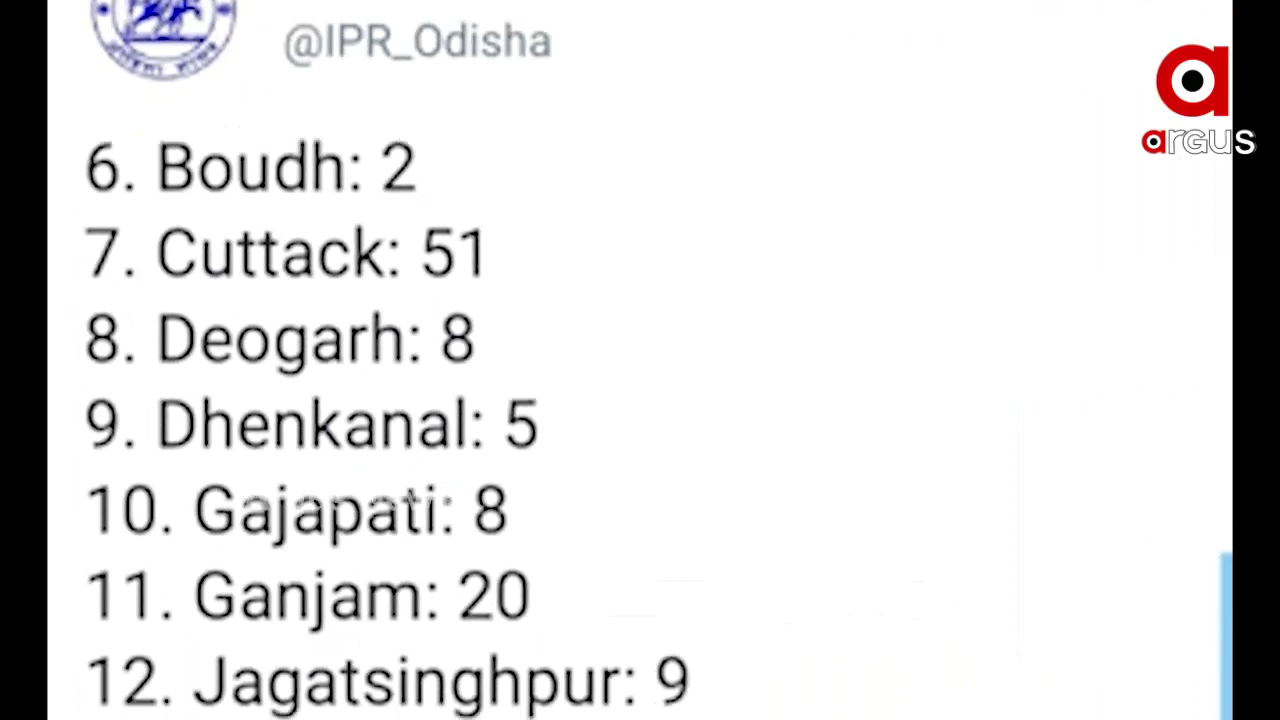 @IPR_Odisha
argus
6. Boudh: 2
7. Cuttack: 51
8. Deogarh: 8
9. Dhenkanal: 5
10. Gajapati: 8
11. Ganjam: 20
12. Jagatsinghpur: 9